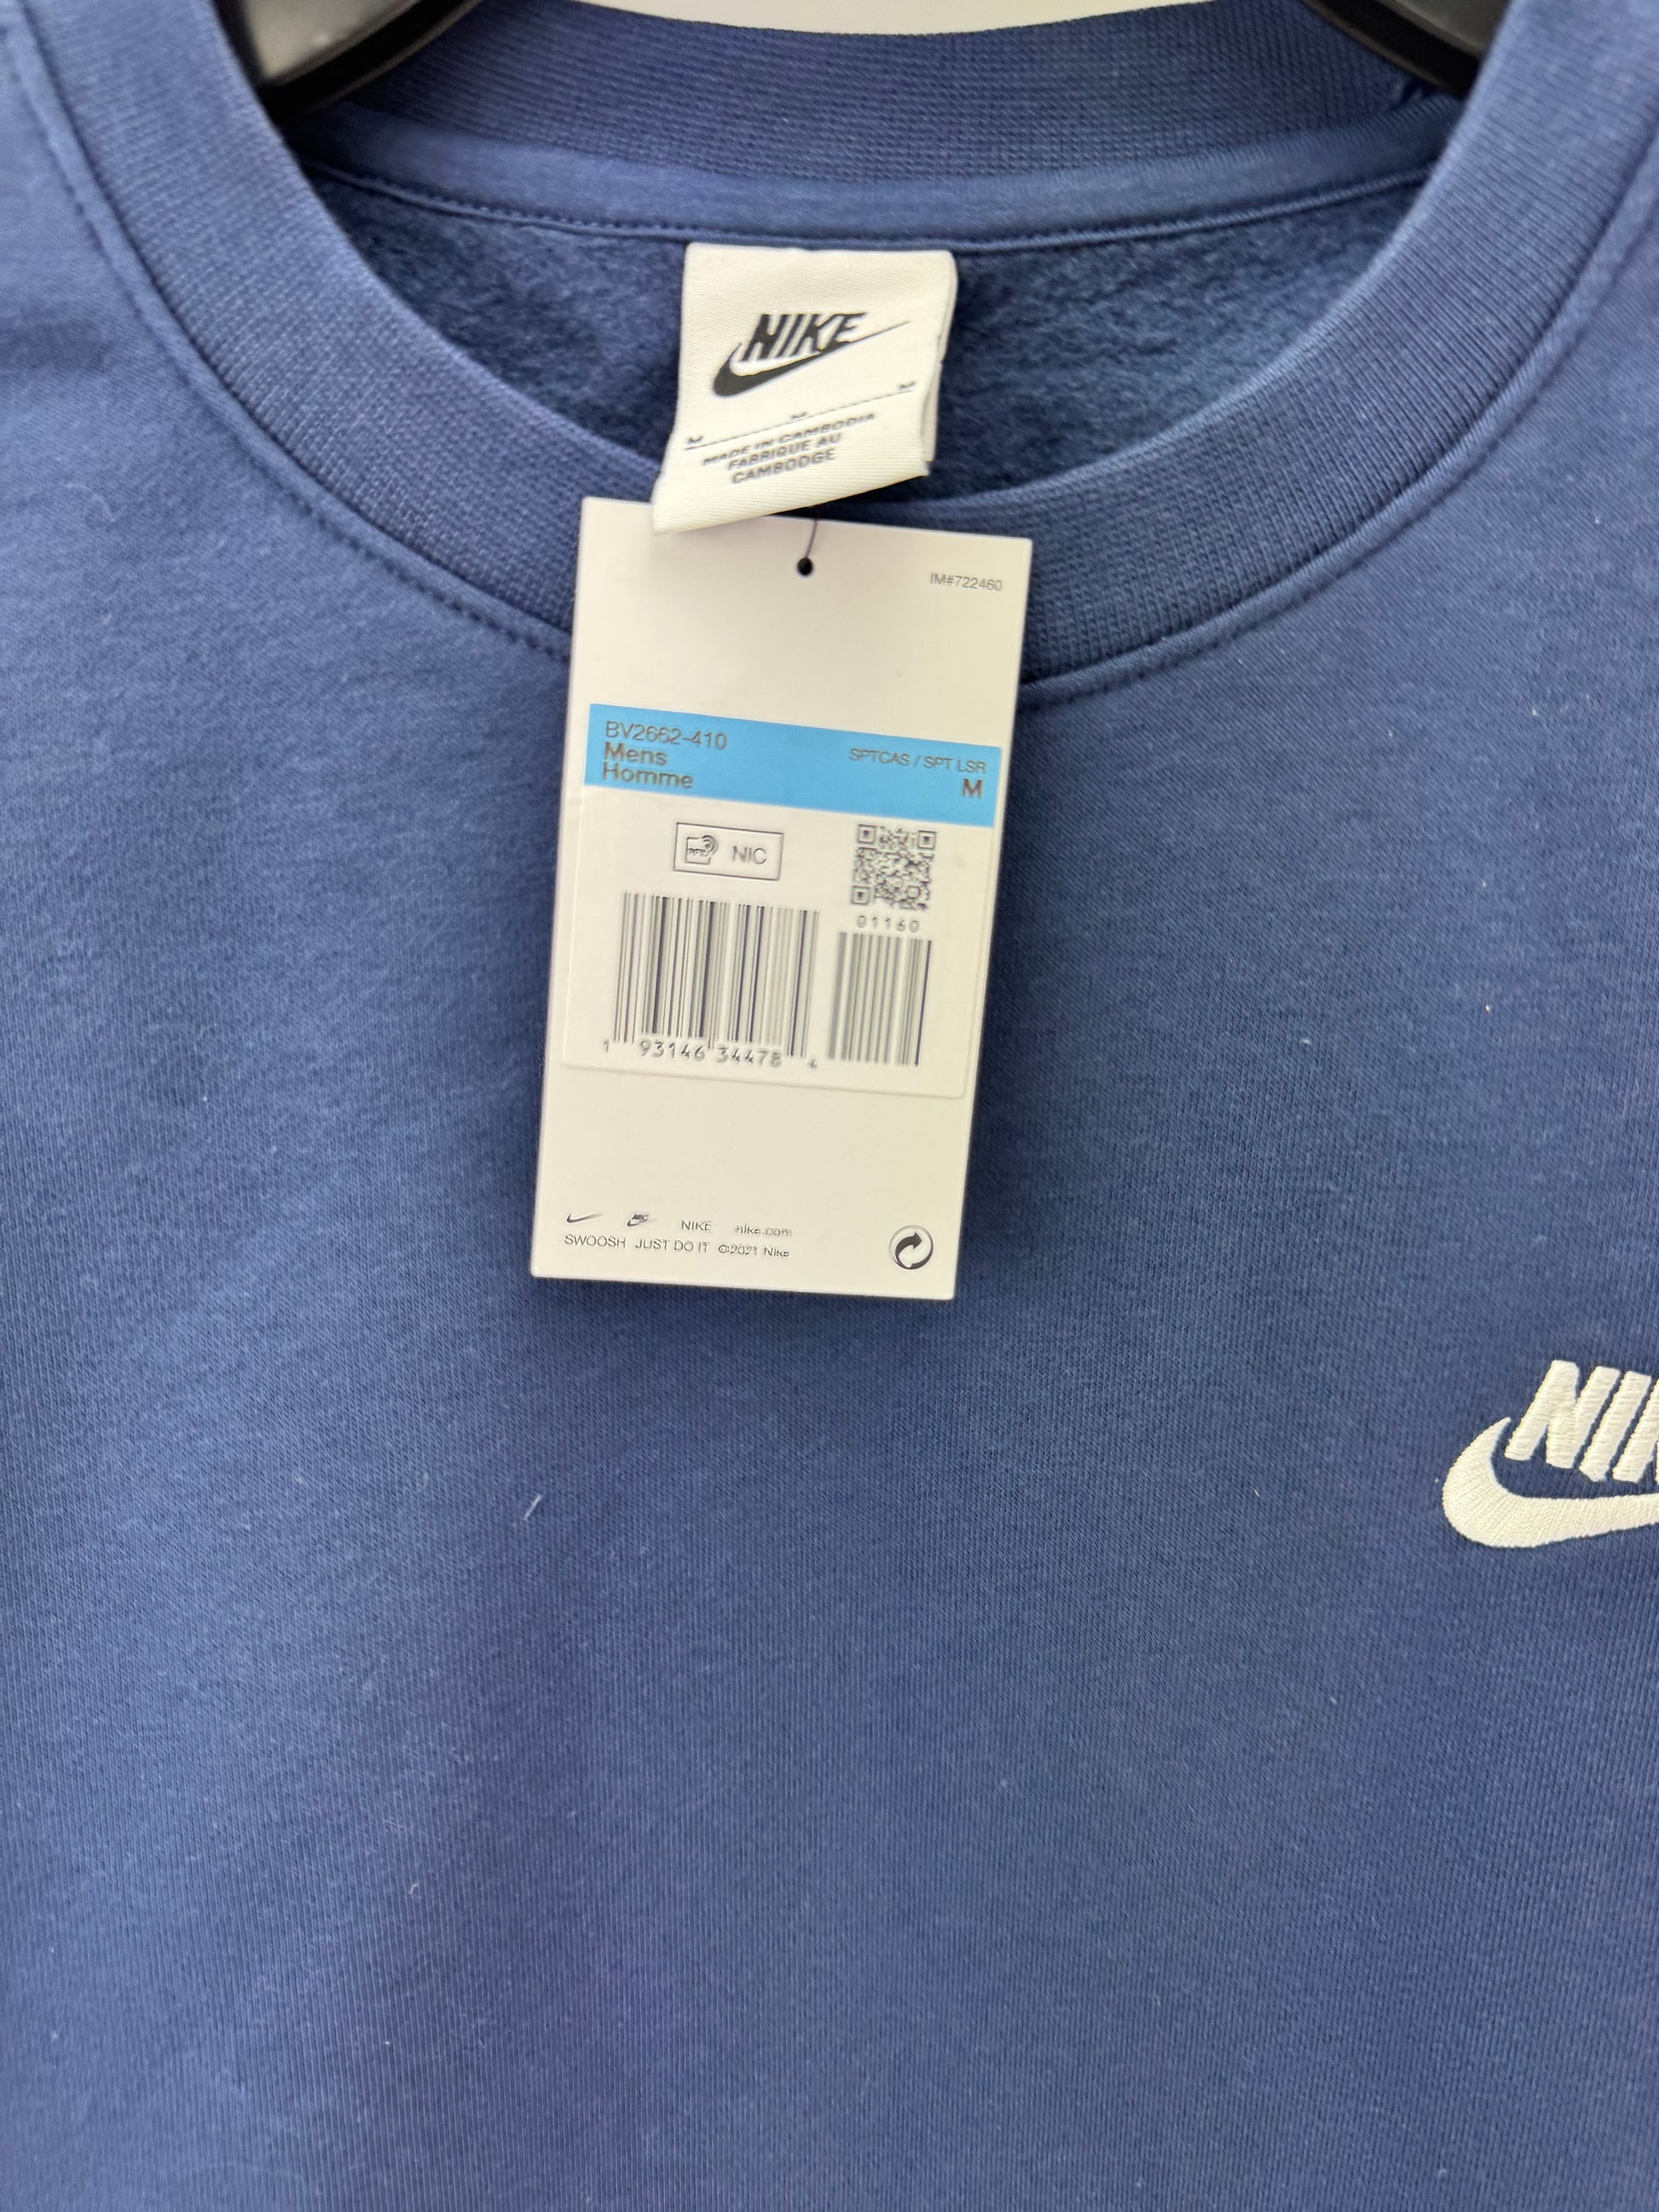 NIKE
M M M
MADE IN CAMBODIA
FABRIQUE AU
CAMBODGE
IM#722460
BV2662-410
Mens
Homme
SPTCAS / SPT LSR
M
NIC
01160
1 93146 34478 4
NIKE nike.com
SWOOSH JUST DO IT ©2021 Nike
NIK